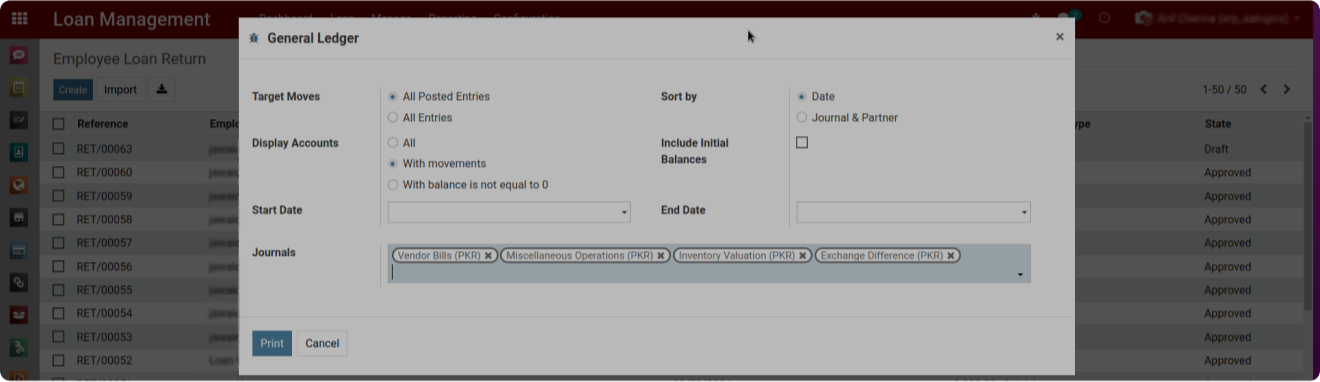 Loan Management
General Ledger
Employee Loan Return
Create Import
1-50 / 50
Target Moves
All Posted Entries
All Entries
Sort by
Date
Journal & Partner
Display Accounts
All
With movements
With balance is not equal to 0
Include Initial
Balances
Start Date
End Date
Journals
Vendor Bills (PKR) Miscellaneous Operations (PKR) Inventory Valuation (PKR) Exchange Difference (PKR)
Print Cancel
Reference State
RET/00063 Draft
RET/00060 Approved
RET/00059 Approved
RET/00058 Approved
RET/00057 Approved
RET/00056 Approved
RET/00055 Approved
RET/00054 Approved
RET/00053 Approved
RET/00052 Approved